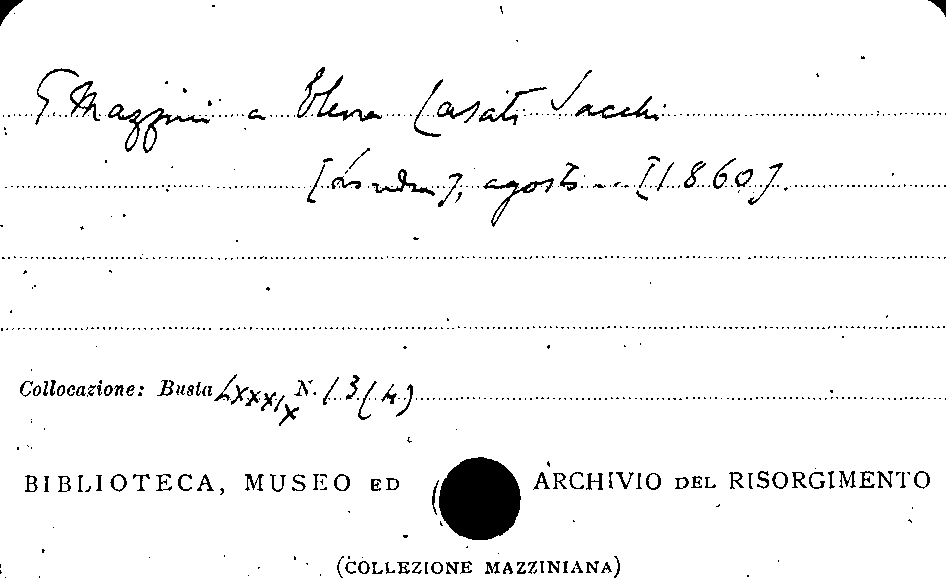 G. Mazzini a Elena Casati Sacchi
[Londra], agosto ... [1860].
Collocazione: Busta LXXXIX N. 13(4)
BIBLIOTECA, MUSEO ED ARCHIVIO DEL RISORGIMENTO
(COLLEZIONE MAZZINIANA)